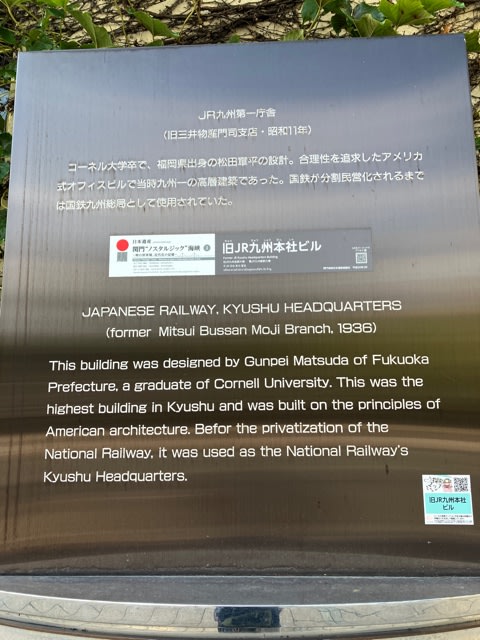 JR九州第一庁舎
（旧三井物産門司支店・昭和11年）
コーネル大学卒で、福岡県出身の松田軍平の設計。合理性を追求したアメリカ
式オフィスビルで当時九州一の高層建築であった。国鉄が分割民営化されるまで
は国鉄九州総局として使用されていた。
日本遺産
関門“ノスタルジック”海峡
旧JR九州本社ビル
JAPANESE RAILWAY, KYUSHU HEADQUARTERS
(former Mitsui Bussan Moji Branch, 1936)
This building was designed by Gunpei Matsuda of Fukuoka
Prefecture, a graduate of Cornell University. This was the
highest building in Kyushu and was built on the principles of
American architecture. Befor the privatization of the
National Railway, it was used as the National Railway's
Kyushu Headquarters.
旧JR九州本社
ビル